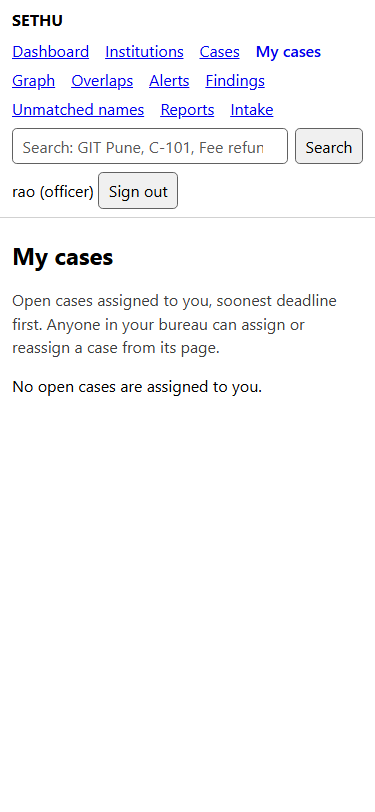 SETHU
Dashboard Institutions Cases My cases
Graph Overlaps Alerts Findings
Unmatched names Reports Intake
Search: GIT Pune, C-101, Fee refun Search
rao (officer) Sign out
My cases
Open cases assigned to you, soonest deadline
first. Anyone in your bureau can assign or
reassign a case from its page.
No open cases are assigned to you.